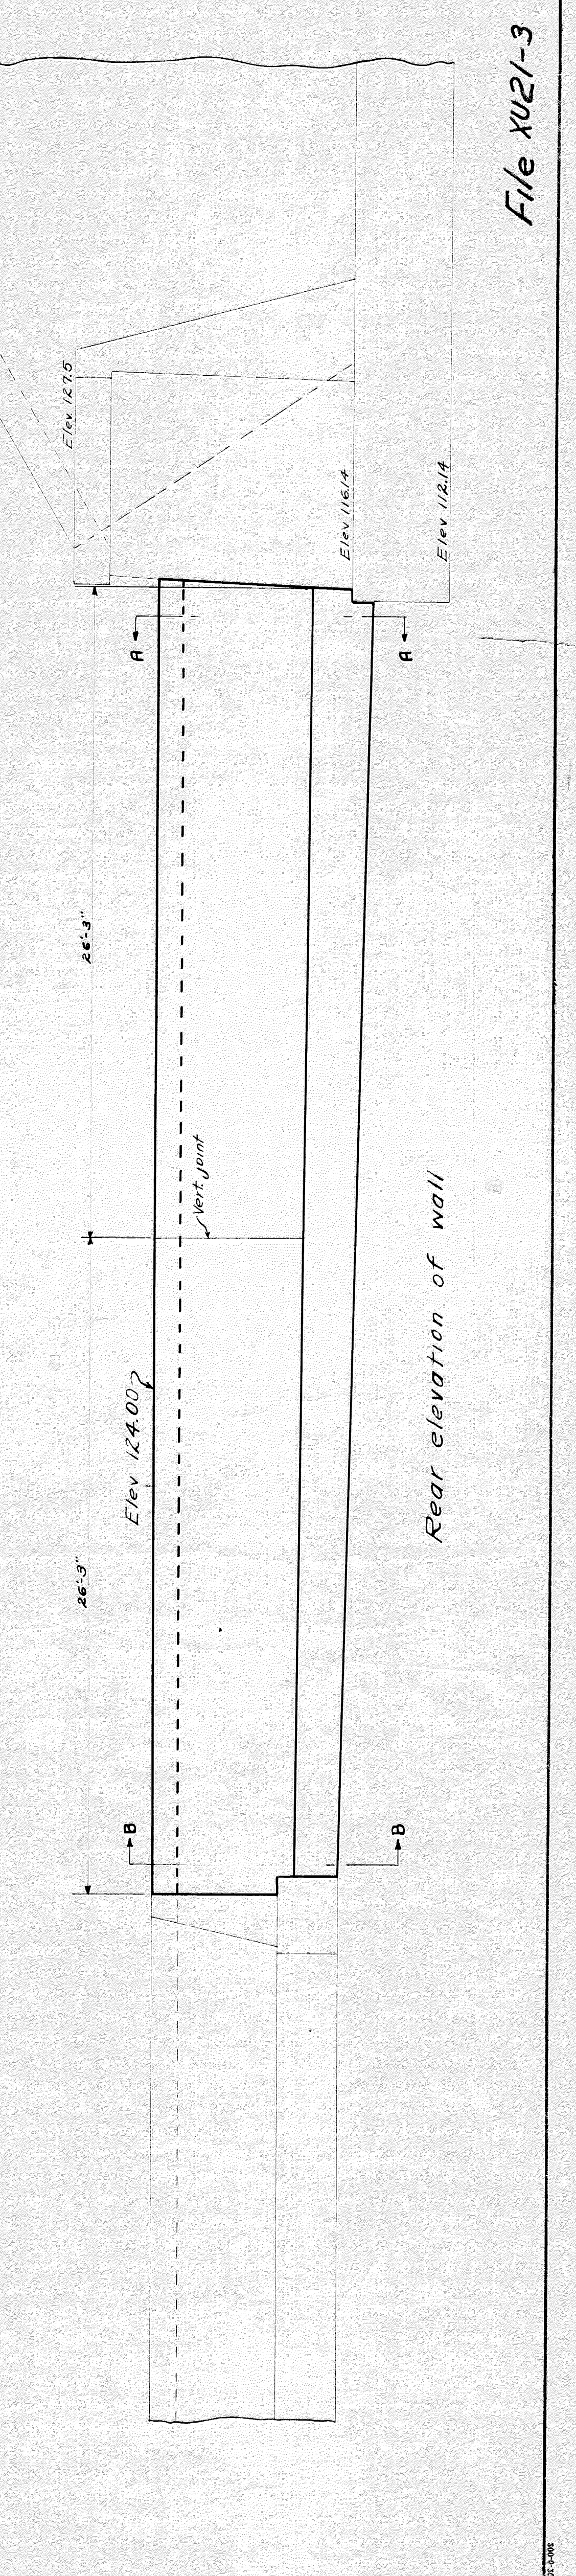 File XU21-3
Elev. 127.5
Elev 116.14
Elev 112.14
A
A
26'-3"
Vert. Joint
Elev 124.00
26'-3"
B
B
Rear elevation of wall